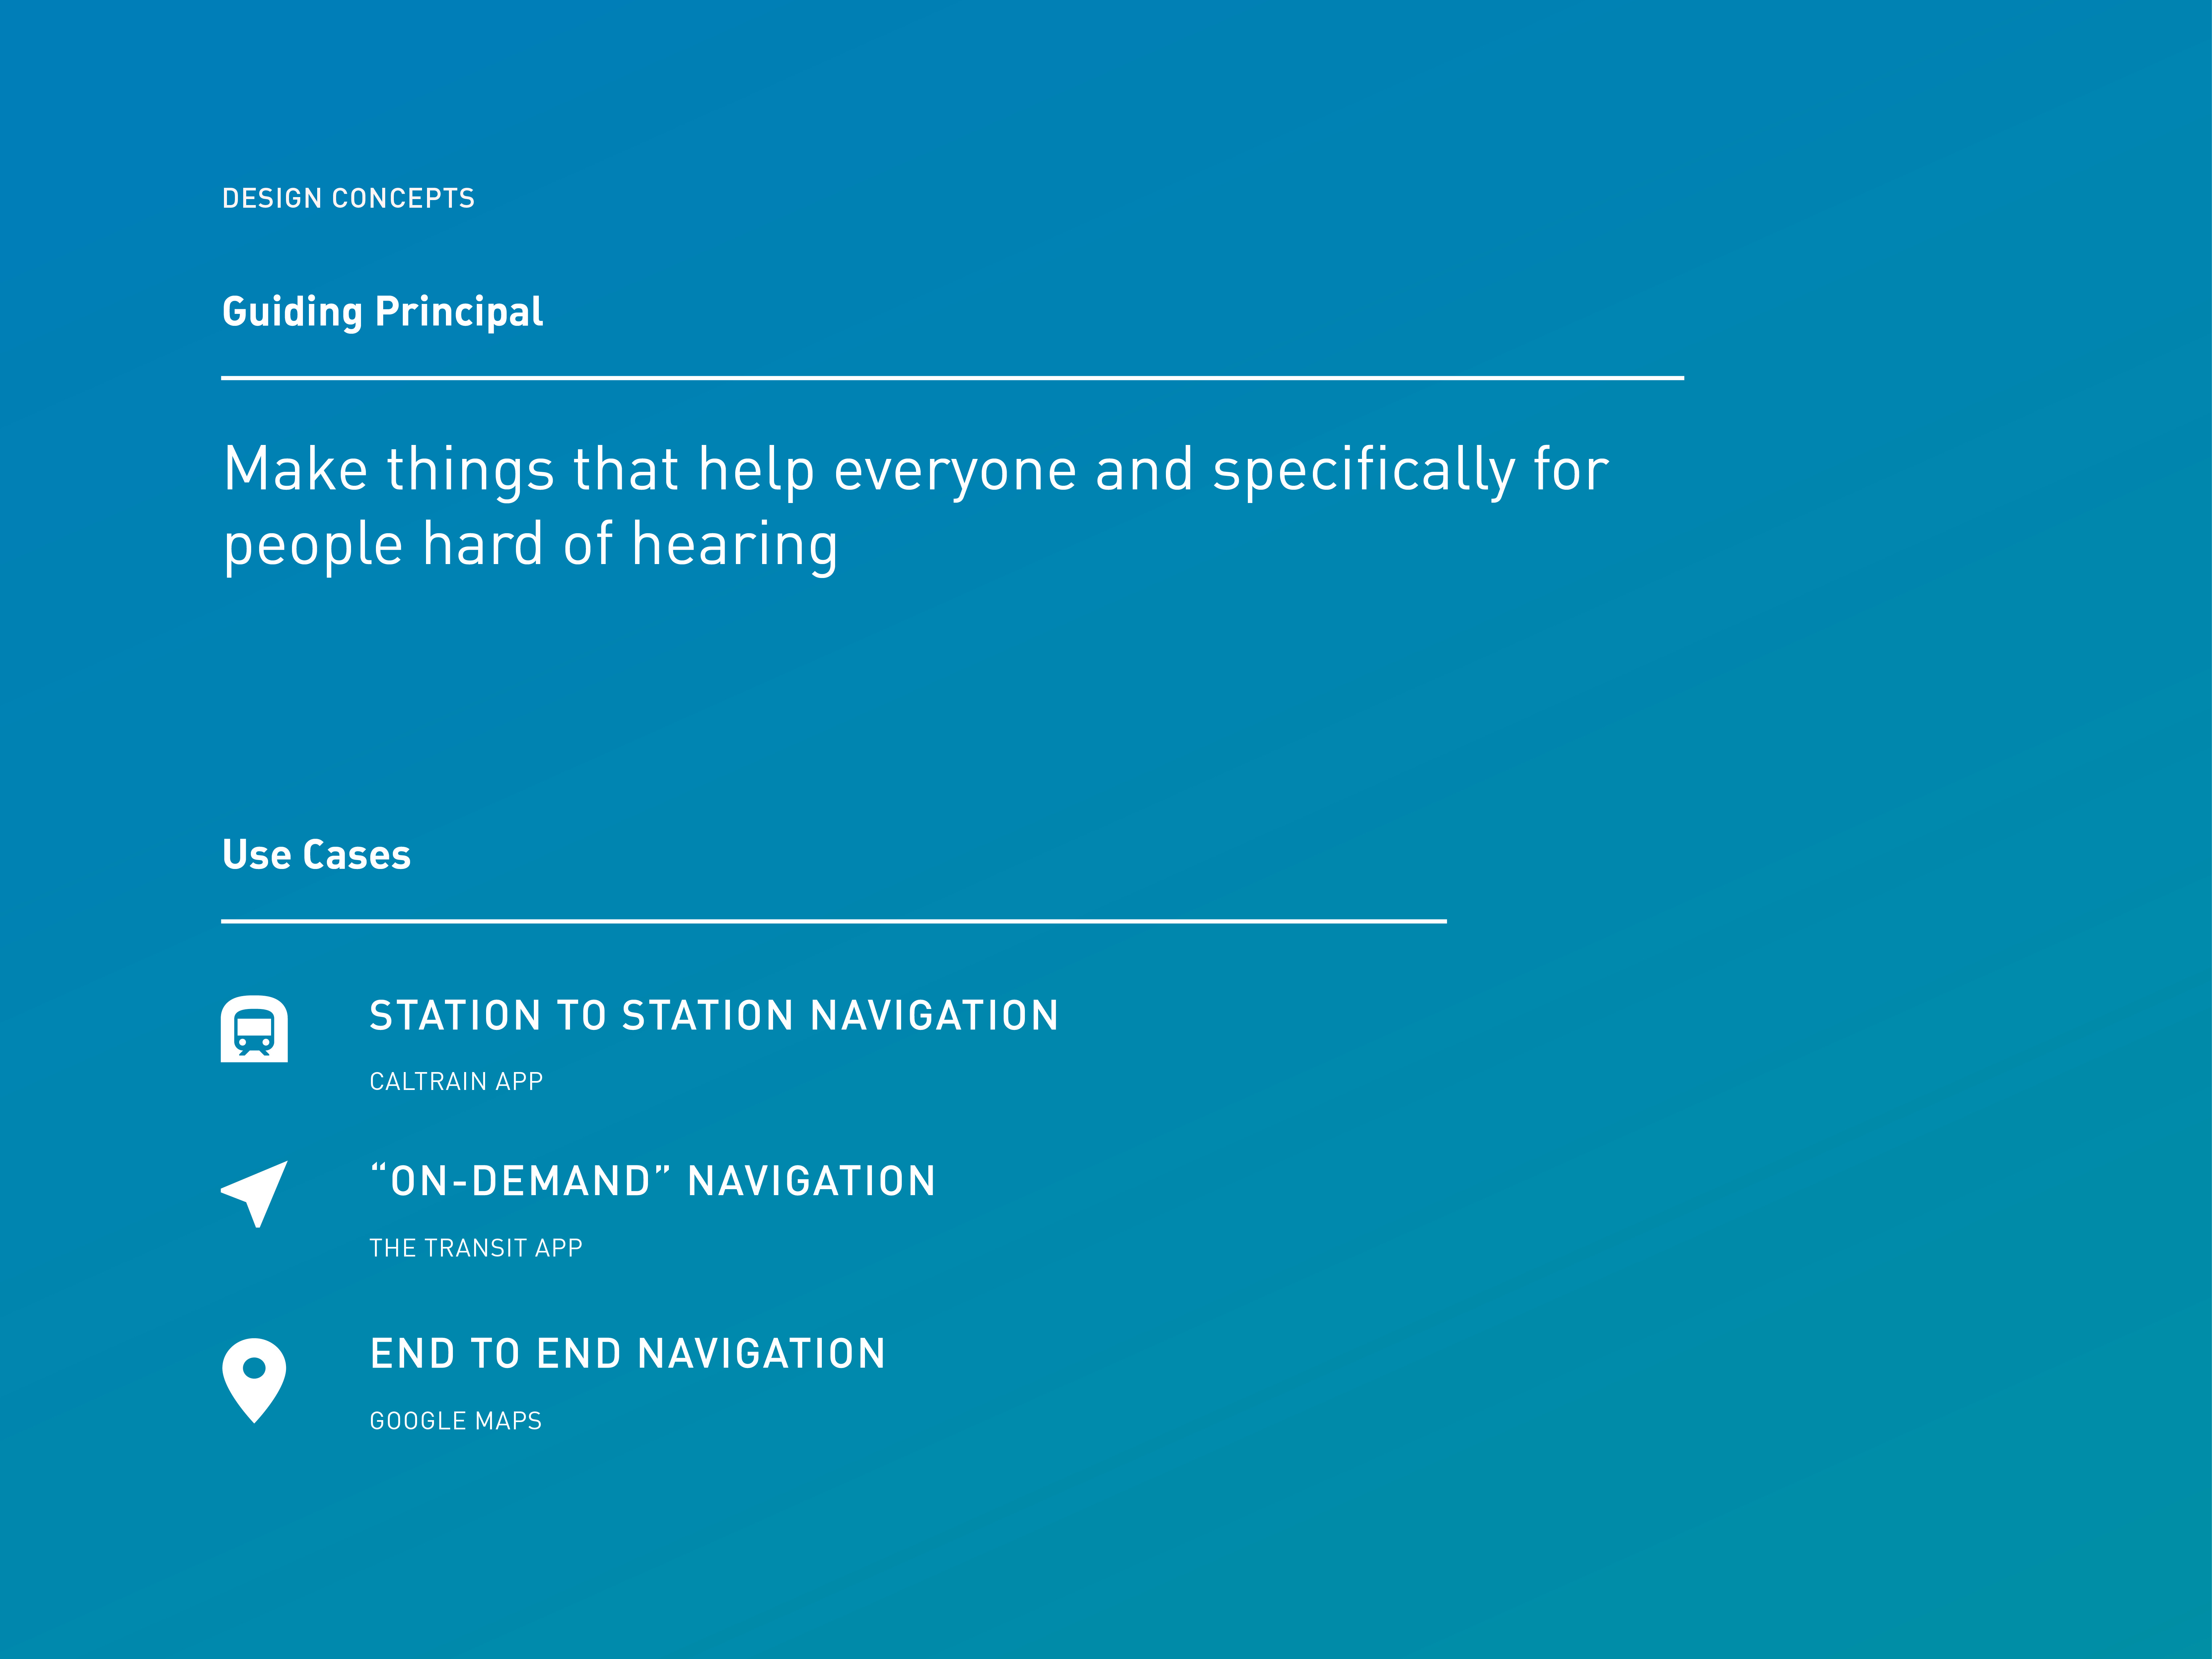 DESIGN CONCEPTS
Guiding Principal
Make things that help everyone and specifically for
people hard of hearing
Use Cases
STATION TO STATION NAVIGATION
CALTRAIN APP
“ON-DEMAND” NAVIGATION
THE TRANSIT APP
END TO END NAVIGATION
GOOGLE MAPS